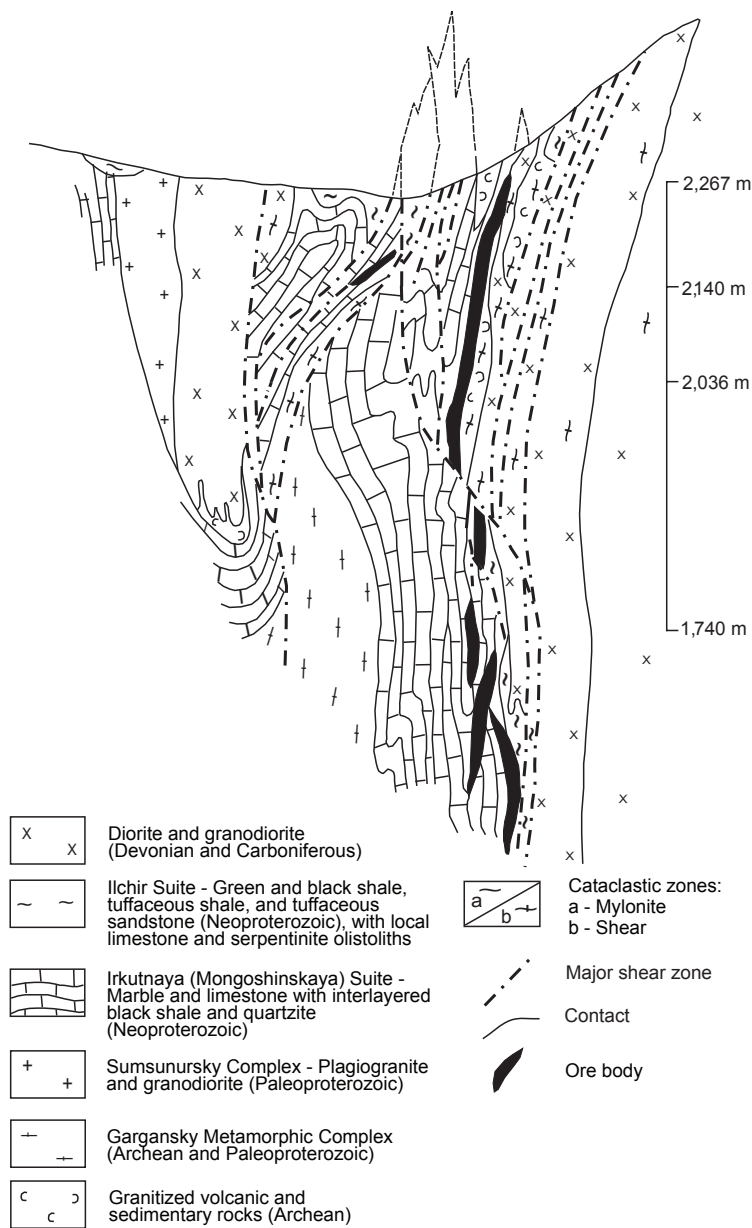 2,267 m
2,140 m
2,036 m
1,740 m
x
x
Diorite and granodiorite
(Devonian and Carboniferous)
Ilchir Suite - Green and black shale,
tuffaceous shale, and tuffaceous
sandstone (Neoproterozoic), with local
limestone and serpentinite olistoliths
Irkutnaya (Mongoshinskaya) Suite -
Marble and limestone with interlayered
black shale and quartzite
(Neoproterozoic)
Sumsunursky Complex - Plagiogranite
and granodiorite (Paleoproterozoic)
Gargansky Metamorphic Complex
(Archean and Paleoproterozoic)
Granitized volcanic and
sedimentary rocks (Archean)
a
b
Cataclastic zones:
a - Mylonite
b - Shear
Major shear zone
Contact
Ore body